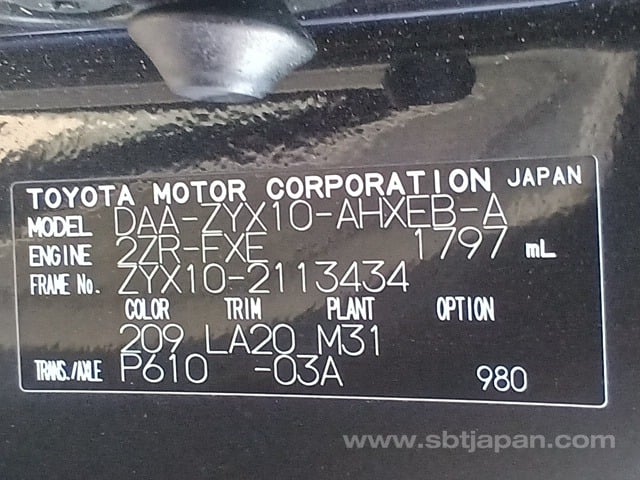 TOYOTA MOTOR CORPORATION JAPAN
MODEL DAA-ZYX10-AHXEB-A
ENGINE 2ZR-FXE 1797 mL
FRAME No. ZYX10-2113434
COLOR TRIM PLANT OPTION
209 LA20 M31
TRANS./AXLE P610 -03A 980
www.sbtjapan.com